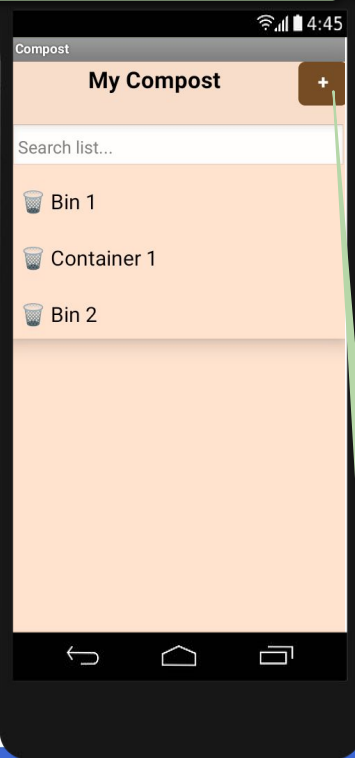 4:45
Compost
My Compost
+
Search list...
Bin 1
Container 1
Bin 2